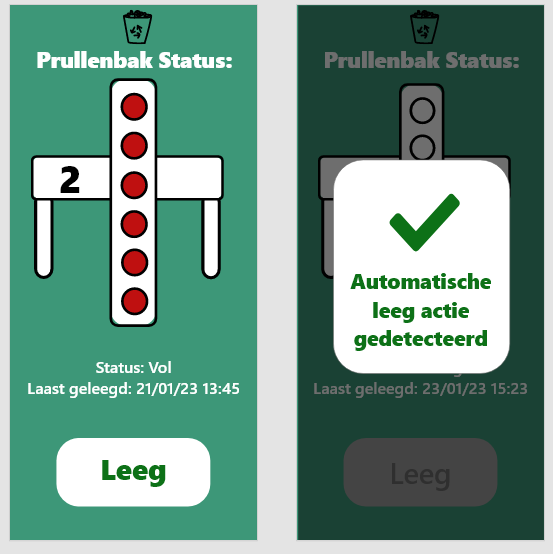 Prullenbak Status:
2
Status: Vol
Laast geleegd: 21/01/23 13:45
Leeg
Prullenbak Status:
Automatische
leeg actie
gedetecteerd
Laast geleegd: 23/01/23 15:23
Leeg